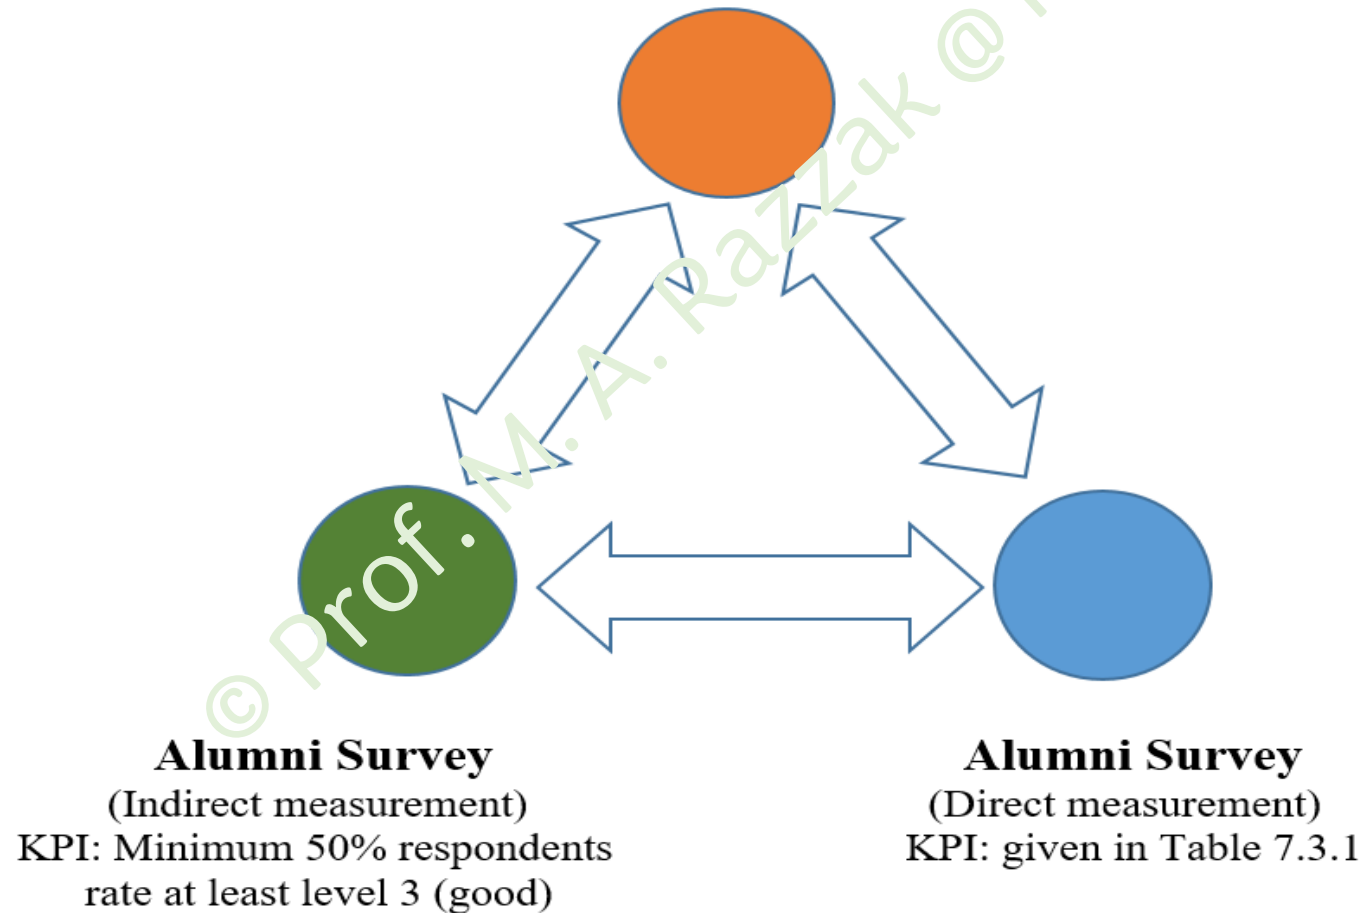 © Prof. M. A. Razzak @
Alumni Survey
(Indirect measurement)
KPI: Minimum 50% respondents
rate at least level 3 (good)
Alumni Survey
(Direct measurement)
KPI: given in Table 7.3.1